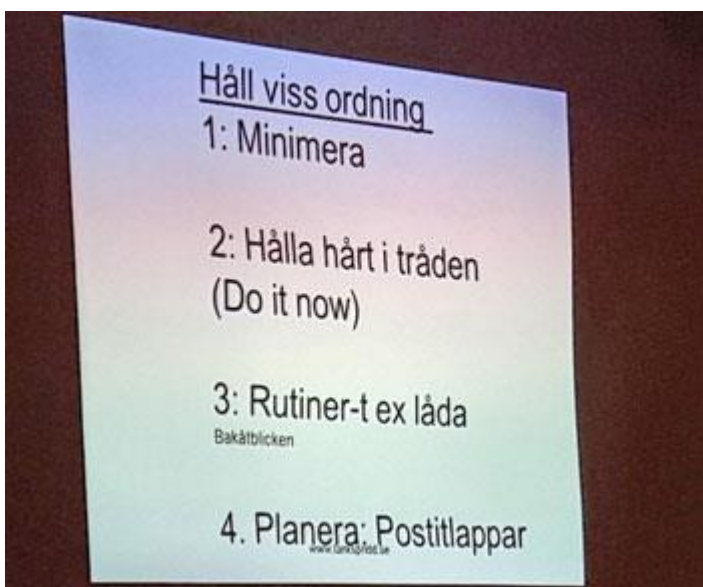 Håll viss ordning
1: Minimera
2: Hålla hårt i tråden
(Do it now)
3: Rutiner-t ex låda
Bakåtblicken
4. Planera: Postitlappar